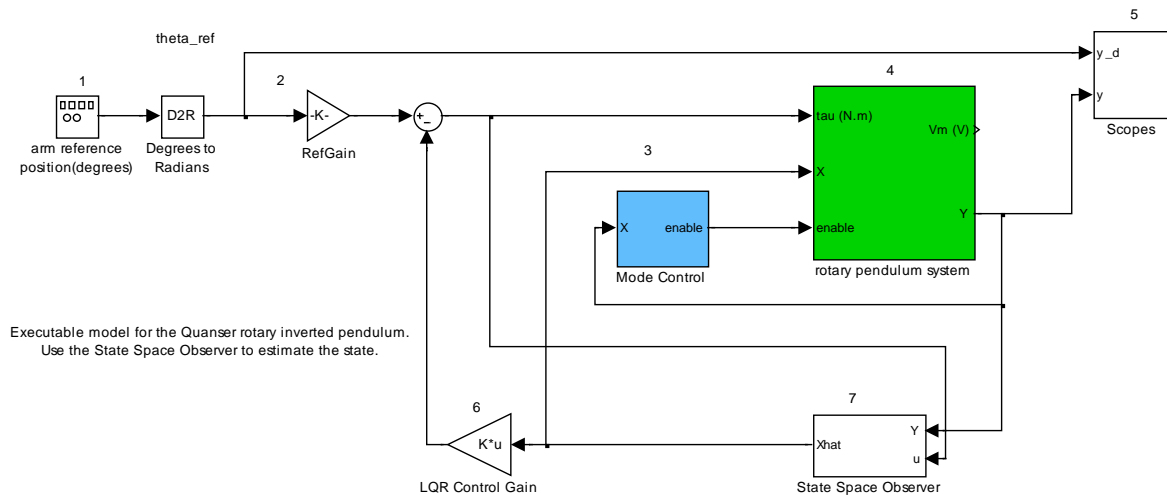 theta_ref
1
arm reference
position(degrees)
D2R
Degrees to
Radians
2
-K-
RefGain
+
_
3
X
enable
Mode Control
4
tau (N.m)
X
enable
Vm (V)
Y
rotary pendulum system
5
y_d
y
Scopes
Executable model for the Quanser rotary inverted pendulum.
Use the State Space Observer to estimate the state.
6
K*u
LQR Control Gain
7
Xhat
Y
u
State Space Observer